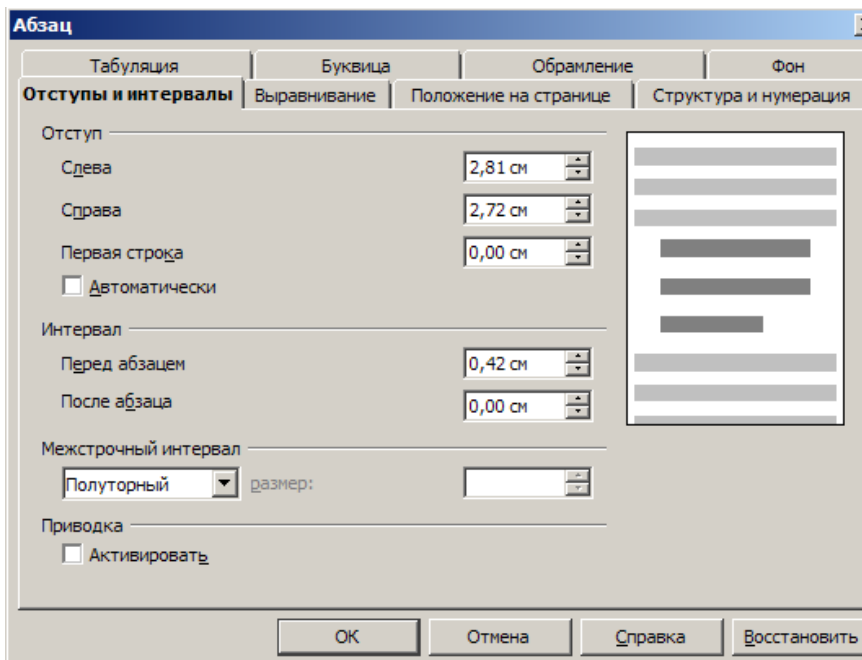 Абзац
Табуляция Буквица Обрамление Фон
Отступы и интервалы Выравнивание Положение на странице Структура и нумерация
Отступ
Слева 2,81 см
Справа 2,72 см
Первая строка 0,00 см
Автоматически
Интервал
Перед абзацем 0,42 см
После абзаца 0,00 см
Межстрочный интервал
Полуторный размер:
Приводка
Активировать
ОК Отмена Справка Восстановить